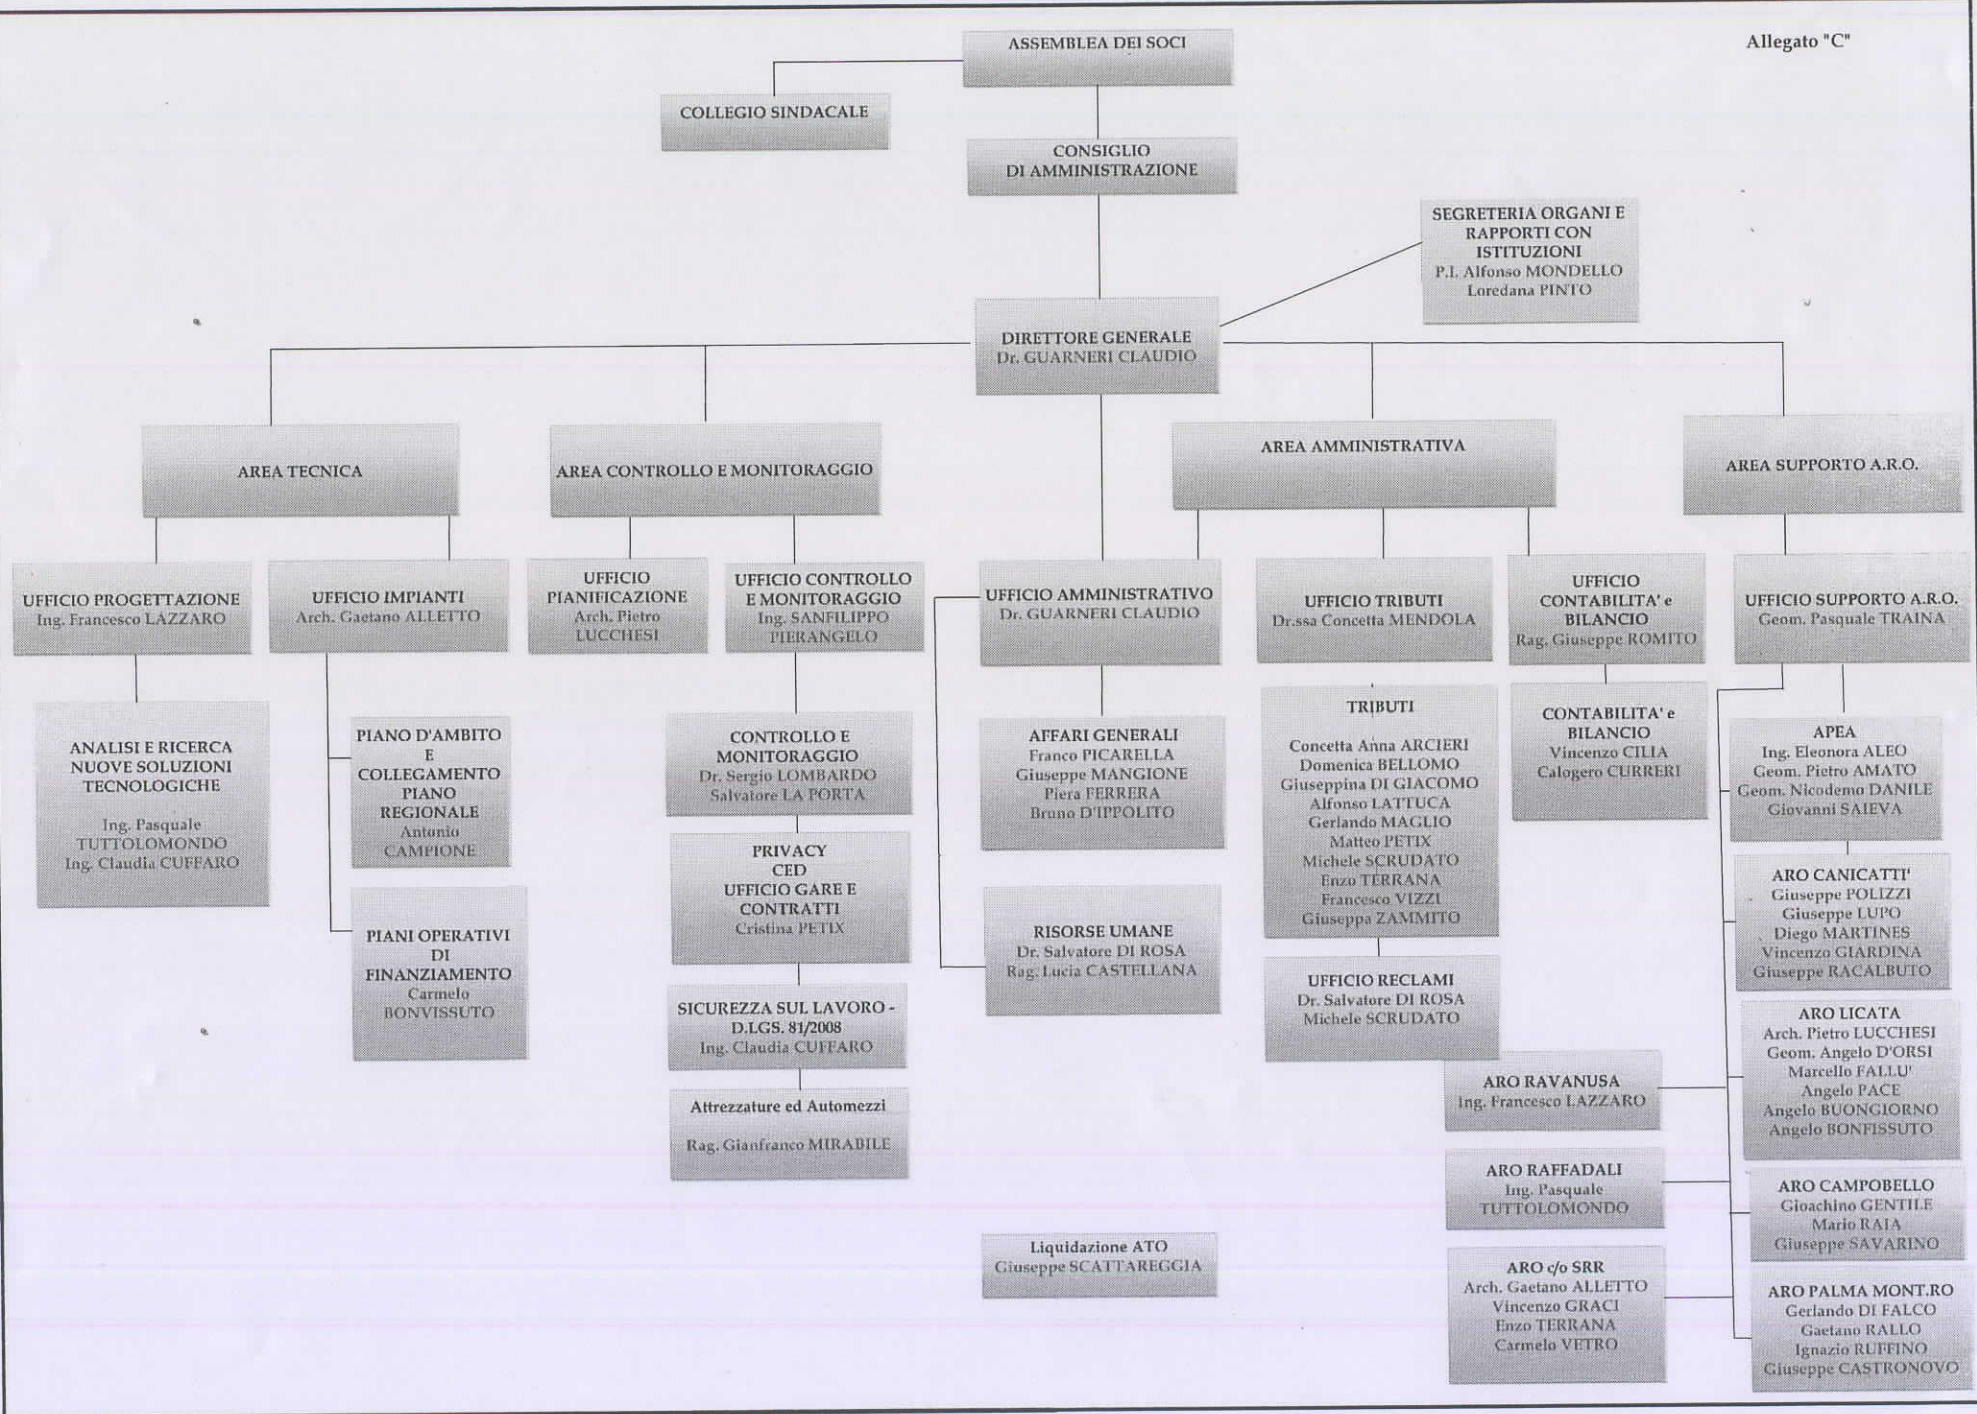 Allegato "C"
ASSEMBLEA DEI SOCI
COLLEGIO SINDACALE
CONSIGLIO
DI AMMINISTRAZIONE
SEGRETERIA ORGANI E
RAPPORTI CON
ISTITUZIONI
P.I. Alfonso MONDELLO
Loredana PINTO
DIRETTORE GENERALE
Dr. GUARNERI CLAUDIO
AREA TECNICA
AREA CONTROLLO E MONITORAGGIO
AREA AMMINISTRATIVA
AREA SUPPORTO A.R.O.
UFFICIO PROGETTAZIONE
Ing. Francesco LAZZARO
UFFICIO IMPIANTI
Arch. Gaetano ALLETTO
UFFICIO
PIANIFICAZIONE
Arch. Pietro
LUCCHESI
UFFICIO CONTROLLO
E MONITORAGGIO
Ing. SANFILIPPO
PIERANGELO
UFFICIO AMMINISTRATIVO
Dr. GUARNERI CLAUDIO
UFFICIO TRIBUTI
Dr.ssa Concetta MENDOLA
UFFICIO
CONTABILITA' e
BILANCIO
Rag. Giuseppe ROMITO
UFFICIO SUPPORTO A.R.O.
Geom. Pasquale TRAINA
ANALISI E RICERCA
NUOVE SOLUZIONI
TECNOLOGICHE
Ing. Pasquale
TUTTOLOMONDO
Ing. Claudia CUFFARO
PIANO D'AMBITO
E
COLLEGAMENTO
PIANO
REGIONALE
Antonio
CAMPIONE
PIANI OPERATIVI
DI
FINANZIAMENTO
Carmelo
BONVISSUTO
CONTROLLO E
MONITORAGGIO
Dr. Sergio LOMBARDO
Salvatore LA PORTA
PRIVACY
CED
UFFICIO GARE E
CONTRATTI
Cristina PETIX
SICUREZZA SUL LAVORO -
D.LGS. 81/2008
Ing. Claudia CUFFARO
Attrezzature ed Automezzi
Rag. Gianfranco MIRABILE
AFFARI GENERALI
Franco PICARELLA
Giuseppe MANGIONE
Piera FERRERA
Bruno D'IPPOLITO
RISORSE UMANE
Dr. Salvatore DI ROSA
Rag. Lucia CASTELLANA
Liquidazione ATO
Giuseppe SCATTAREGGIA
TRIBUTI
Concetta Anna ARCIERI
Domenica BELLOMO
Giuseppina DI GIACOMO
Alfonso LATTUCA
Gerlando MAGLIO
Matteo PETIX
Michele SCRUDATO
Enzo TERRANA
Francesco VIZZI
Giuseppa ZAMMITO
UFFICIO RECLAMI
Dr. Salvatore DI ROSA
Michele SCRUDATO
CONTABILITA' e
BILANCIO
Vincenzo CILIA
Calogero CURRERI
APEA
Ing. Eleonora ALEO
Geom. Pietro AMATO
Geom. Nicodemo DANILE
Giovanni SAIEVA
ARO CANICATTI'
Giuseppe POLIZZI
Giuseppe LUPO
Diego MARTINES
Vincenzo GIARDINA
Giuseppe RACALBUTO
ARO LICATA
Arch. Pietro LUCCHESI
Geom. Angelo D'ORSI
Marcello FALLU'
Angelo PACE
Angelo BUONGIORNO
Angelo BONFISSUTO
ARO RAVANUSA
Ing. Francesco LAZZARO
ARO RAFFADALI
Ing. Pasquale
TUTTOLOMONDO
ARO c/o SRR
Arch. Gaetano ALLETTO
Vincenzo GRACI
Enzo TERRANA
Carmelo VETRO
ARO CAMPOBELLO
Gioachino GENTILE
Mario RAIA
Giuseppe SAVARINO
ARO PALMA MONT.RO
Gerlando DI FALCO
Gaetano RALLO
Ignazio RUFFINO
Giuseppe CASTRONOVO